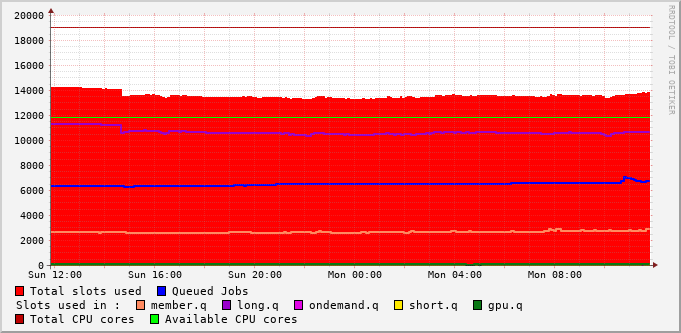 20000
18000
16000
14000
12000
10000
8000
6000
4000
2000
0
Sun 12:00 Sun 16:00 Sun 20:00 Mon 00:00 Mon 04:00 Mon 08:00
RRDTOOL / TOBI OETIKER
Total slots used Queued Jobs
Slots used in : member.q long.q ondemand.q short.q gpu.q
Total CPU cores Available CPU cores